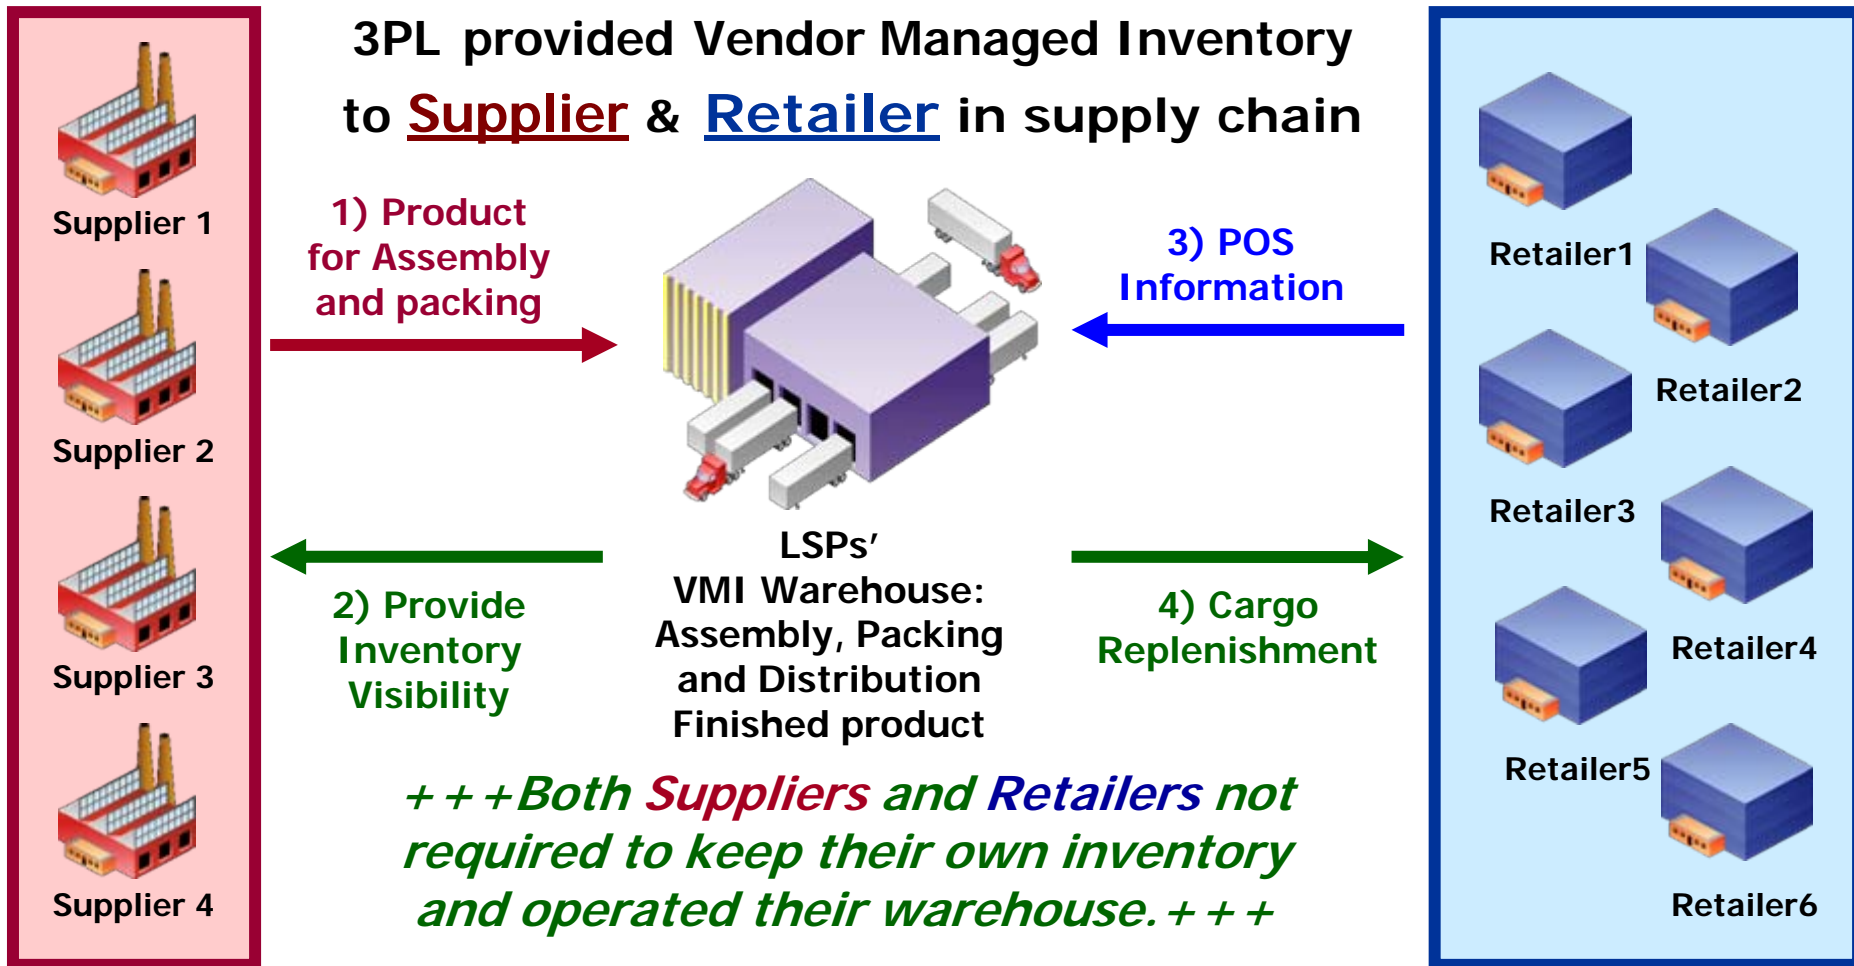 3PL provided Vendor Managed Inventory
to Supplier & Retailer in supply chain
Supplier 1
Supplier 2
Supplier 3
Supplier 4
1) Product
for Assembly
and packing
2) Provide
Inventory
Visibility
LSPs’
VMI Warehouse:
Assembly, Packing
and Distribution
Finished product
3) POS
Information
4) Cargo
Replenishment
Retailer1
Retailer2
Retailer3
Retailer4
Retailer5
Retailer6
+++Both Suppliers and Retailers not
required to keep their own inventory
and operated their warehouse.+++